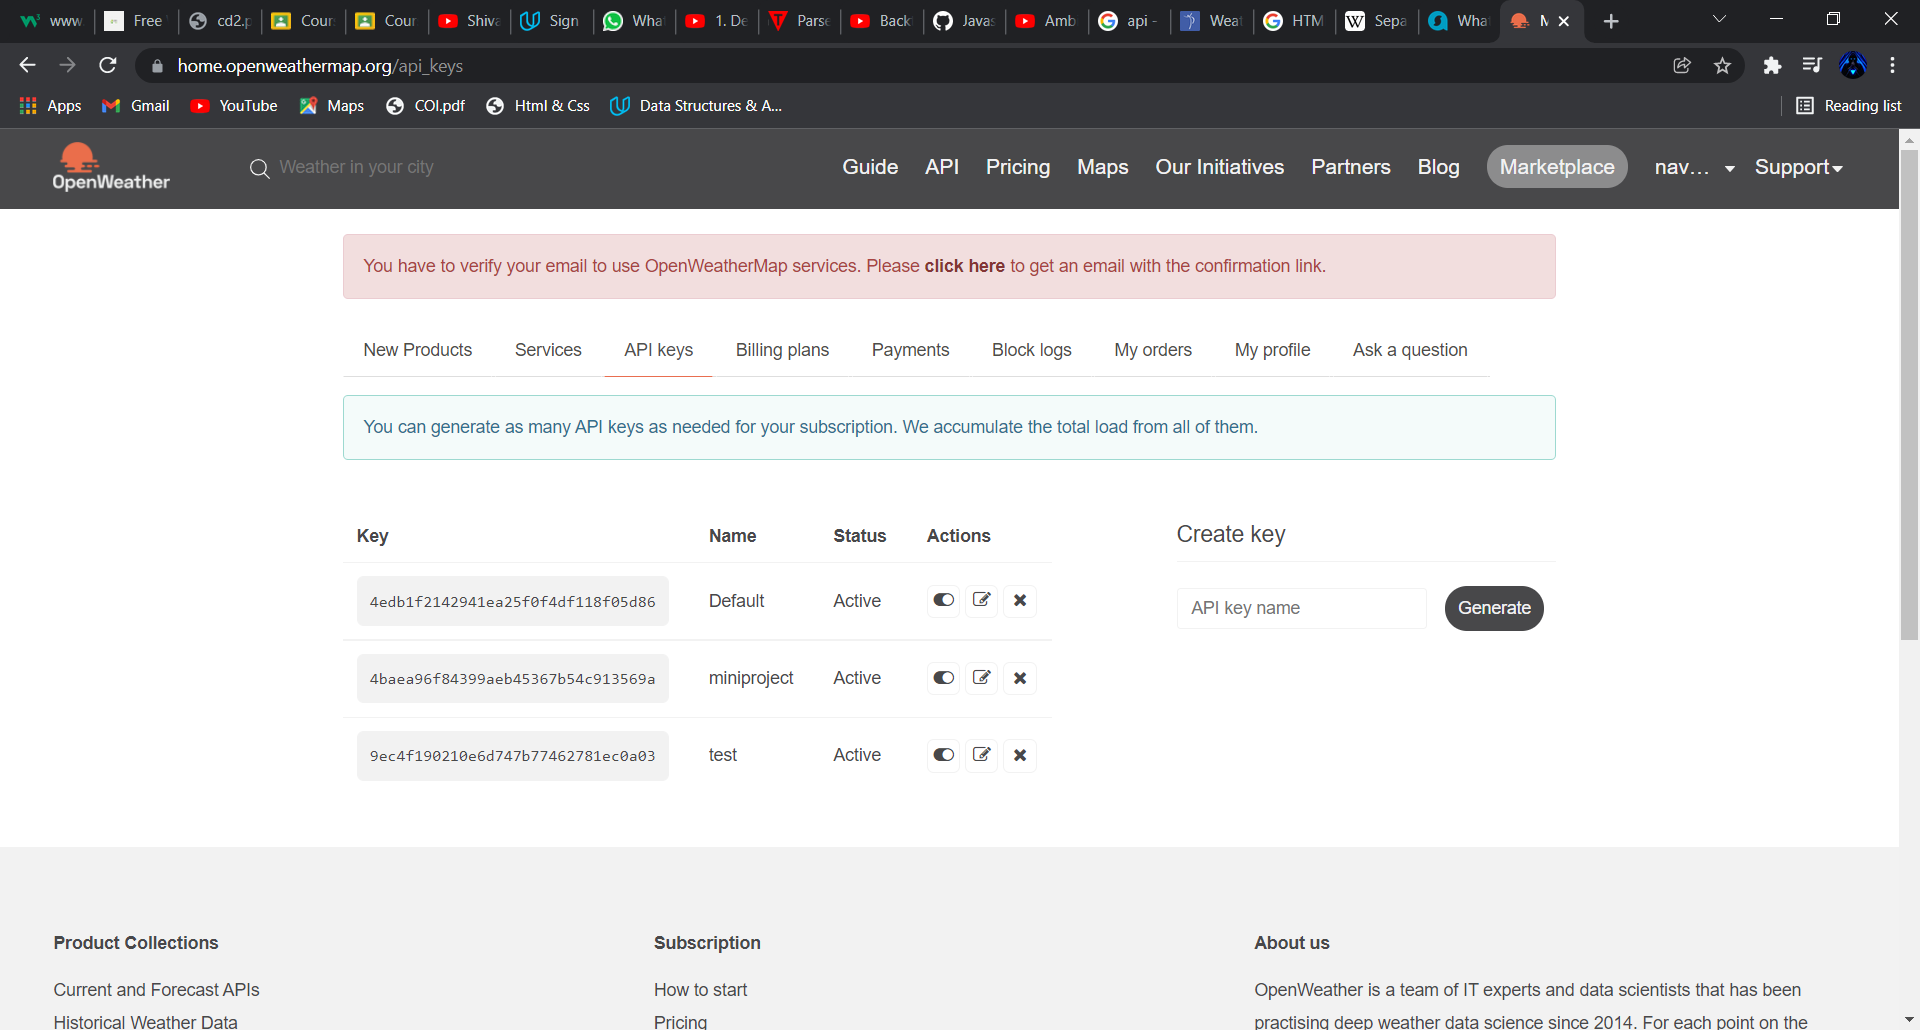 www Free cd2.p Cour Cour Shiva Sign Wha 1. De Parse Back Javas Amb api - Weat HTM Sepa Wha M
home.openweathermap.org/api_keys
Apps Gmail YouTube Maps COI.pdf Html & Css Data Structures & A... Reading list
OpenWeather Weather in your city Guide API Pricing Maps Our Initiatives Partners Blog Marketplace nav... Support
You have to verify your email to use OpenWeatherMap services. Please click here to get an email with the confirmation link.
New Products Services API keys Billing plans Payments Block logs My orders My profile Ask a question
You can generate as many API keys as needed for your subscription. We accumulate the total load from all of them.
Key Name Status Actions
4edb1f2142941ea25f0f4df118f05d86 Default Active
4baea96f84399aeb45367b54c913569a miniproject Active
9ec4f190210e6d747b77462781ec0a03 test Active
Create key
API key name Generate
Product Collections
Current and Forecast APIs
Historical Weather Data
Subscription
How to start
Pricing
About us
OpenWeather is a team of IT experts and data scientists that has been
practising deep weather data science since 2014. For each point on the